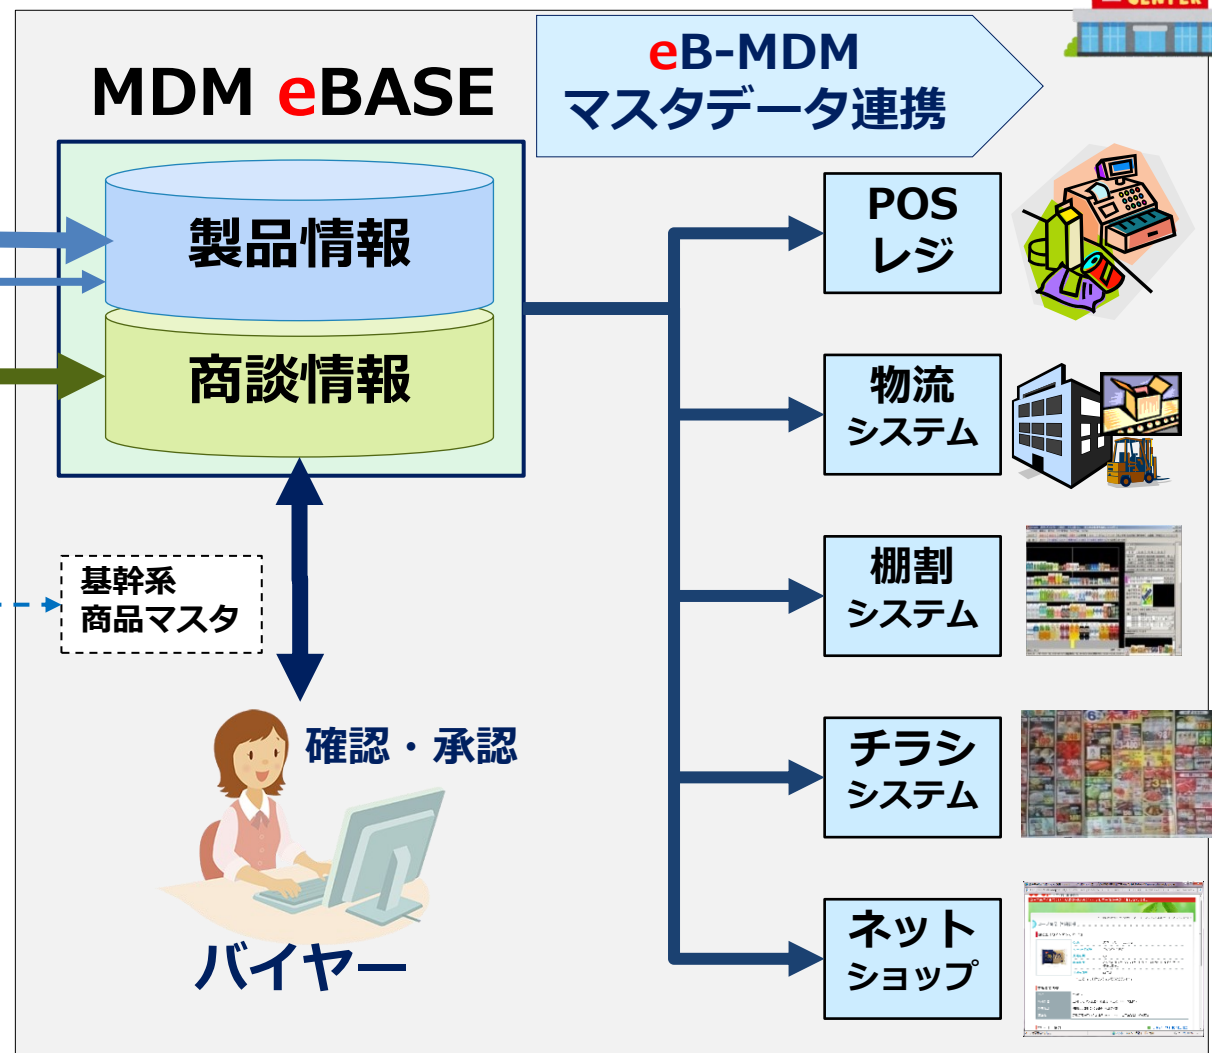 CENTER
MDM eBASE
eB-MDM
マスタデータ連携
製品情報
商談情報
基幹系
商品マスタ
確認・承認
バイヤー
POS
レジ
物流
システム
棚割
システム
チラシ
システム
ネット
ショップ